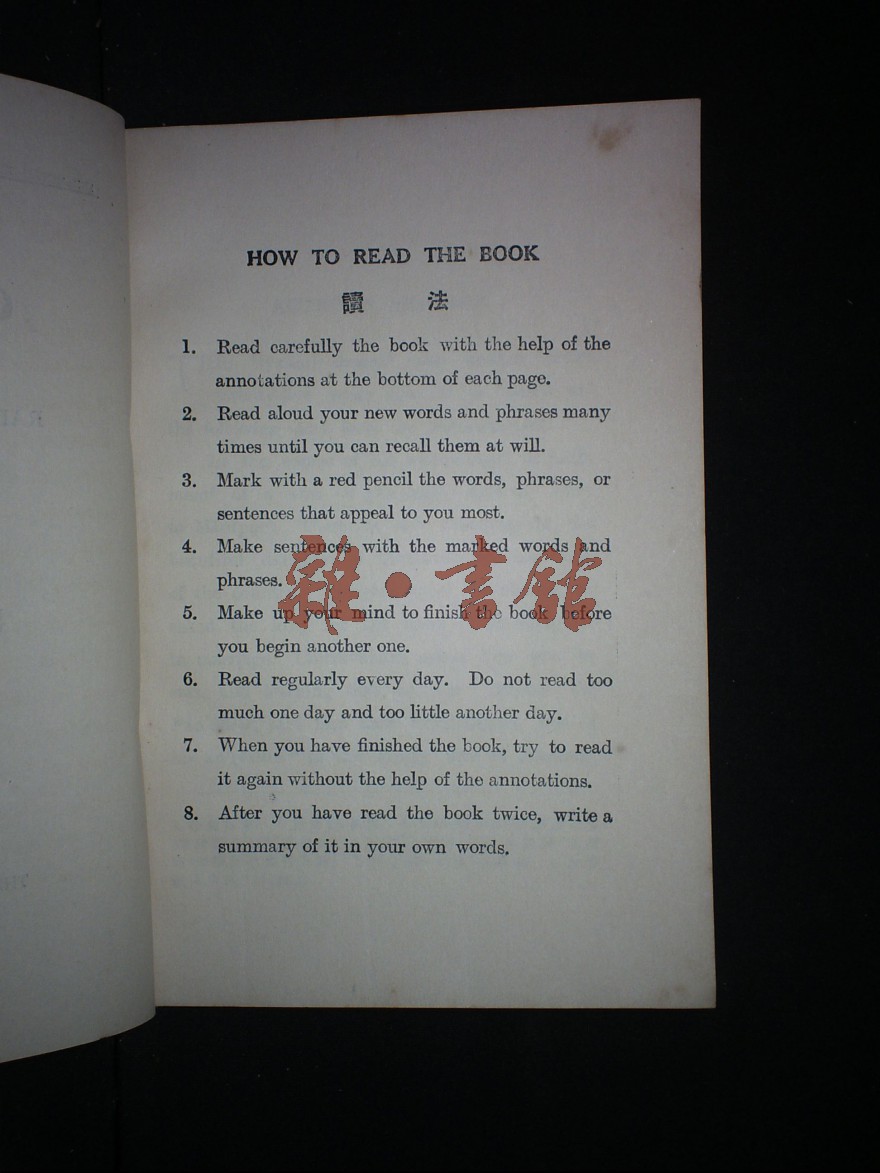 HOW TO READ THE BOOK
讀 法
1. Read carefully the book with the help of the
annotations at the bottom of each page.
2. Read aloud your new words and phrases many
times until you can recall them at will.
3. Mark with a red pencil the words, phrases, or
sentences that appeal to you most.
4. Make sentences with the marked words and
phrases.
5. Make up your mind to finish the book before
you begin another one.
6. Read regularly every day. Do not read too
much one day and too little another day.
7. When you have finished the book, try to read
it again without the help of the annotations.
8. After you have read the book twice, write a
summary of it in your own words.
雜·書館